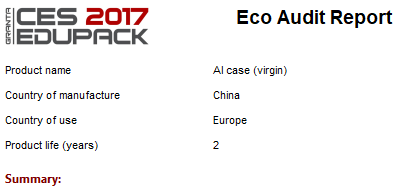 GRANTA
CES 2017
EDUPACK
Eco Audit Report
Product name Al case (virgin)
Country of manufacture China
Country of use Europe
Product life (years) 2
Summary: